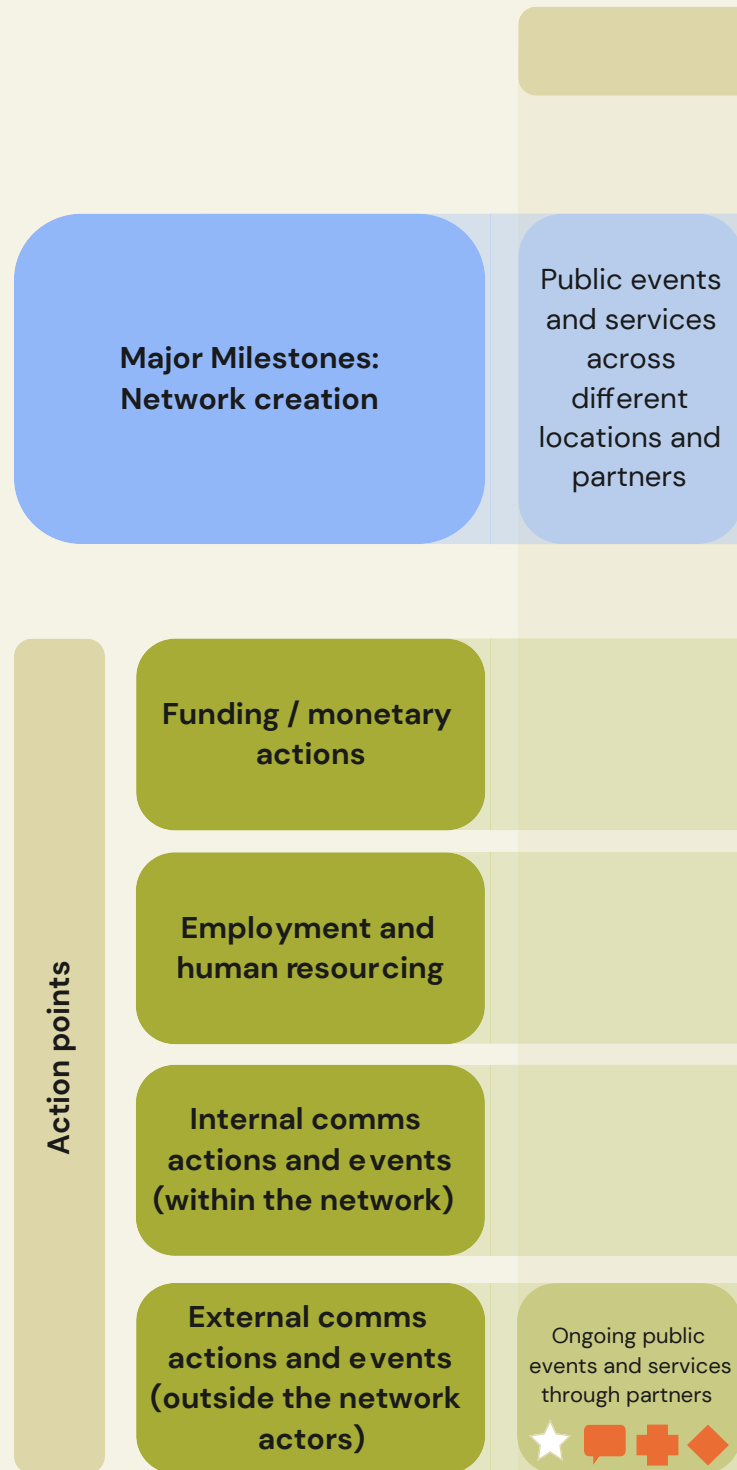 Major Milestones:
Network creation
Public events
and services
across
different
locations and
partners
Action points
Funding / monetary
actions
Employment and
human resourcing
Internal comms
actions and events
(within the network)
External comms
actions and events
(outside the network
actors)
Ongoing public
events and services
through partners